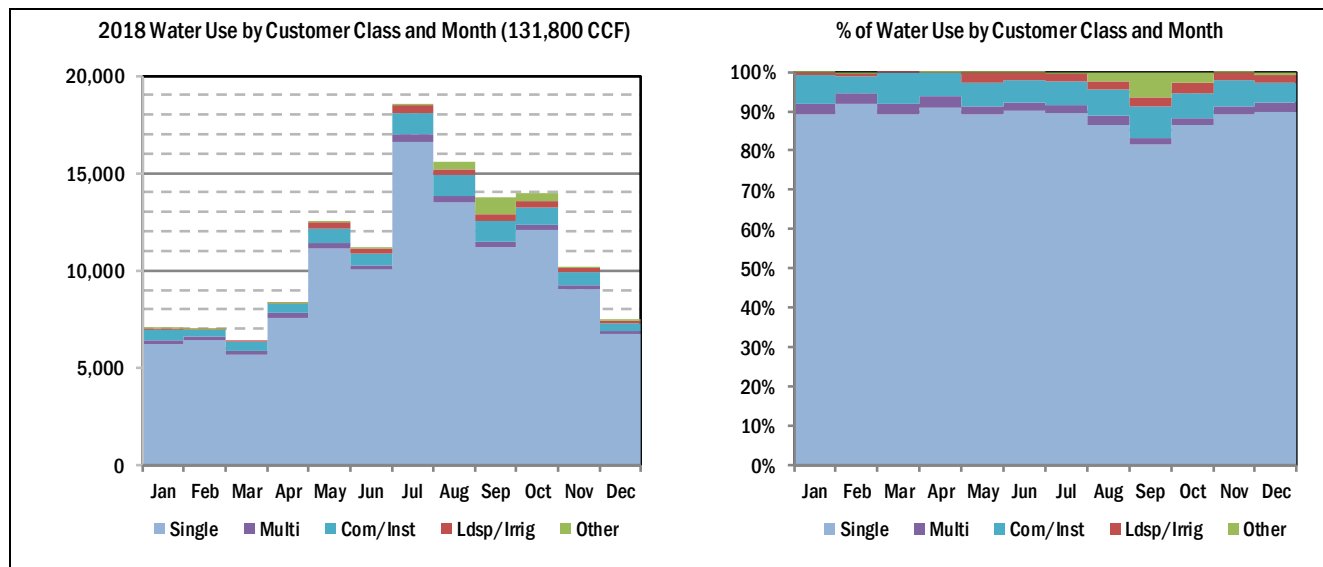 2018 Water Use by Customer Class and Month (131,800 CCF)
20,000
15,000
10,000
5,000
0
Jan Feb Mar Apr May Jun Jul Aug Sep Oct Nov Dec
Single Multi Com/Inst Ldsp/Irrig Other
% of Water Use by Customer Class and Month
100%
90%
80%
70%
60%
50%
40%
30%
20%
10%
0%
Jan Feb Mar Apr May Jun Jul Aug Sep Oct Nov Dec
Single Multi Com/Inst Ldsp/Irrig Other